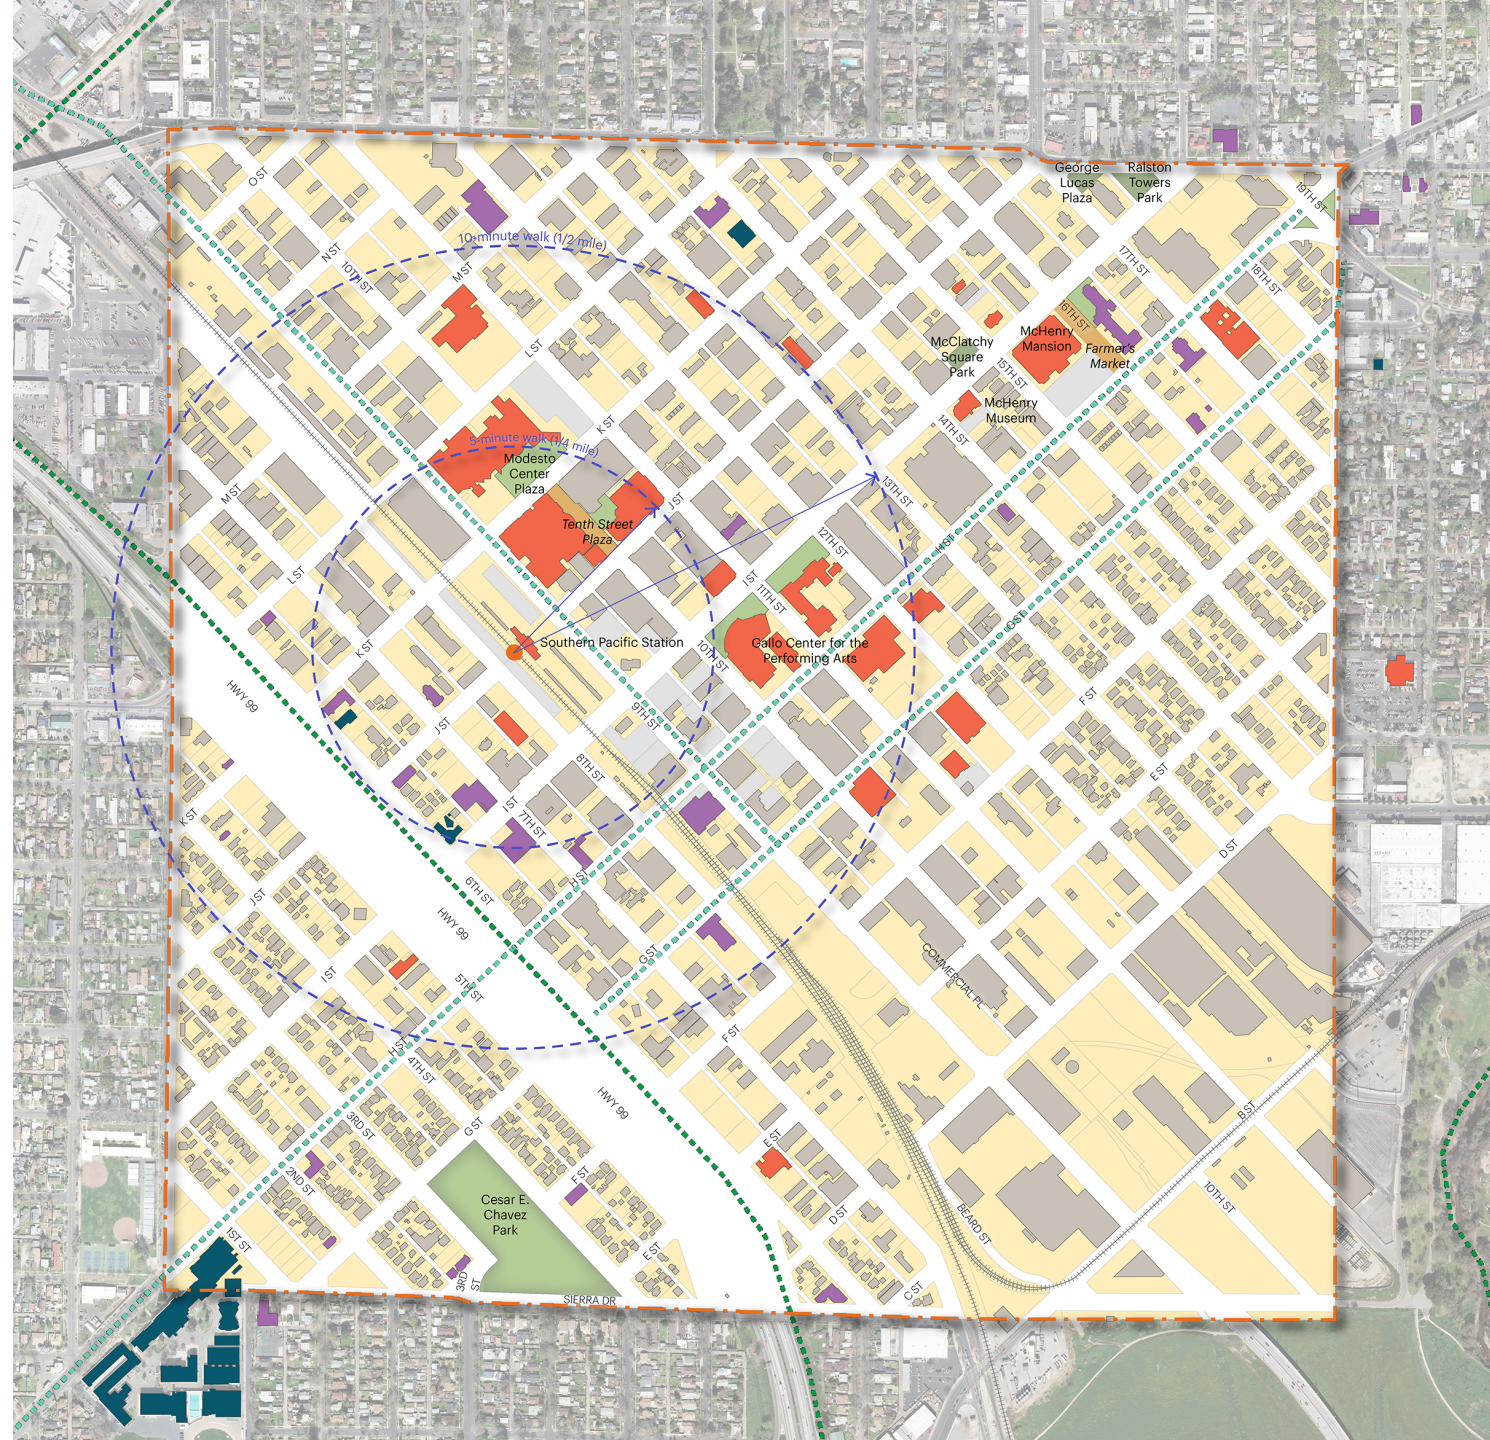 George
Lucas
Plaza
Ralston
Towers
Park
O ST
19TH ST
N ST
10TH ST
10-minute walk (1/2 mile)
M ST
17TH ST
18TH ST
16TH ST
McHenry
Mansion
Farmer's
Market
McClatchy
Square
Park
L ST
15TH ST
McHenry
Museum
14TH ST
K ST
5-minute walk (1/4 mile)
Modesto
Center
Plaza
M ST
J ST
13TH ST
Tenth Street
Plaza
12TH ST
H ST
L ST
I ST
11TH ST
G ST
K ST
Southern Pacific Station
10TH ST
Gallo Center for the
Performing Arts
HWY 99
F ST
J ST
9TH ST
8TH ST
E ST
I ST
7TH ST
K ST
D ST
H ST
6TH ST
J ST
HWY 99
G ST
COMMERCIAL PL
I ST
5TH ST
F ST
H ST
4TH ST
HWY 99
3RD ST
G ST
B ST
E ST
2ND ST
F ST
Cesar E.
Chavez
Park
10TH ST
BEARD ST
D ST
1ST ST
E ST
3RD
ST
C ST
SIERRA DR